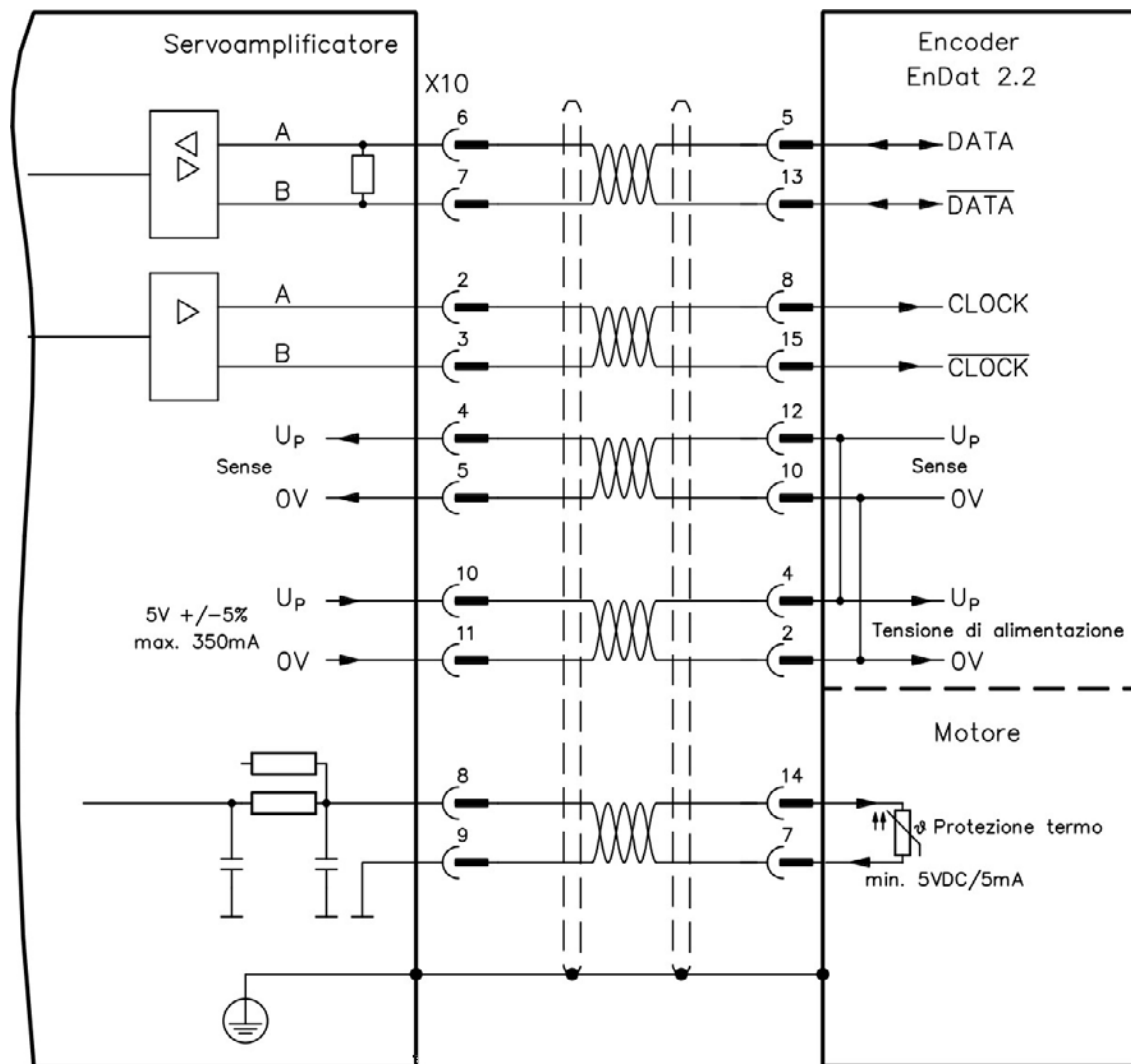 Servoamplificatore
Encoder
EnDat 2.2
X10
A 6 5 DATA
B 7 13 DATA
A 2 8 CLOCK
B 3 15 CLOCK
UP 4 12 UP
Sense Sense
0V 5 10 0V
UP 10 4 UP
5V +/-5%
max. 350mA
Tensione di alimentazione
0V 11 2 0V
Motore
8 14
ϑ Protezione termo
9 7
min. 5VDC/5mA